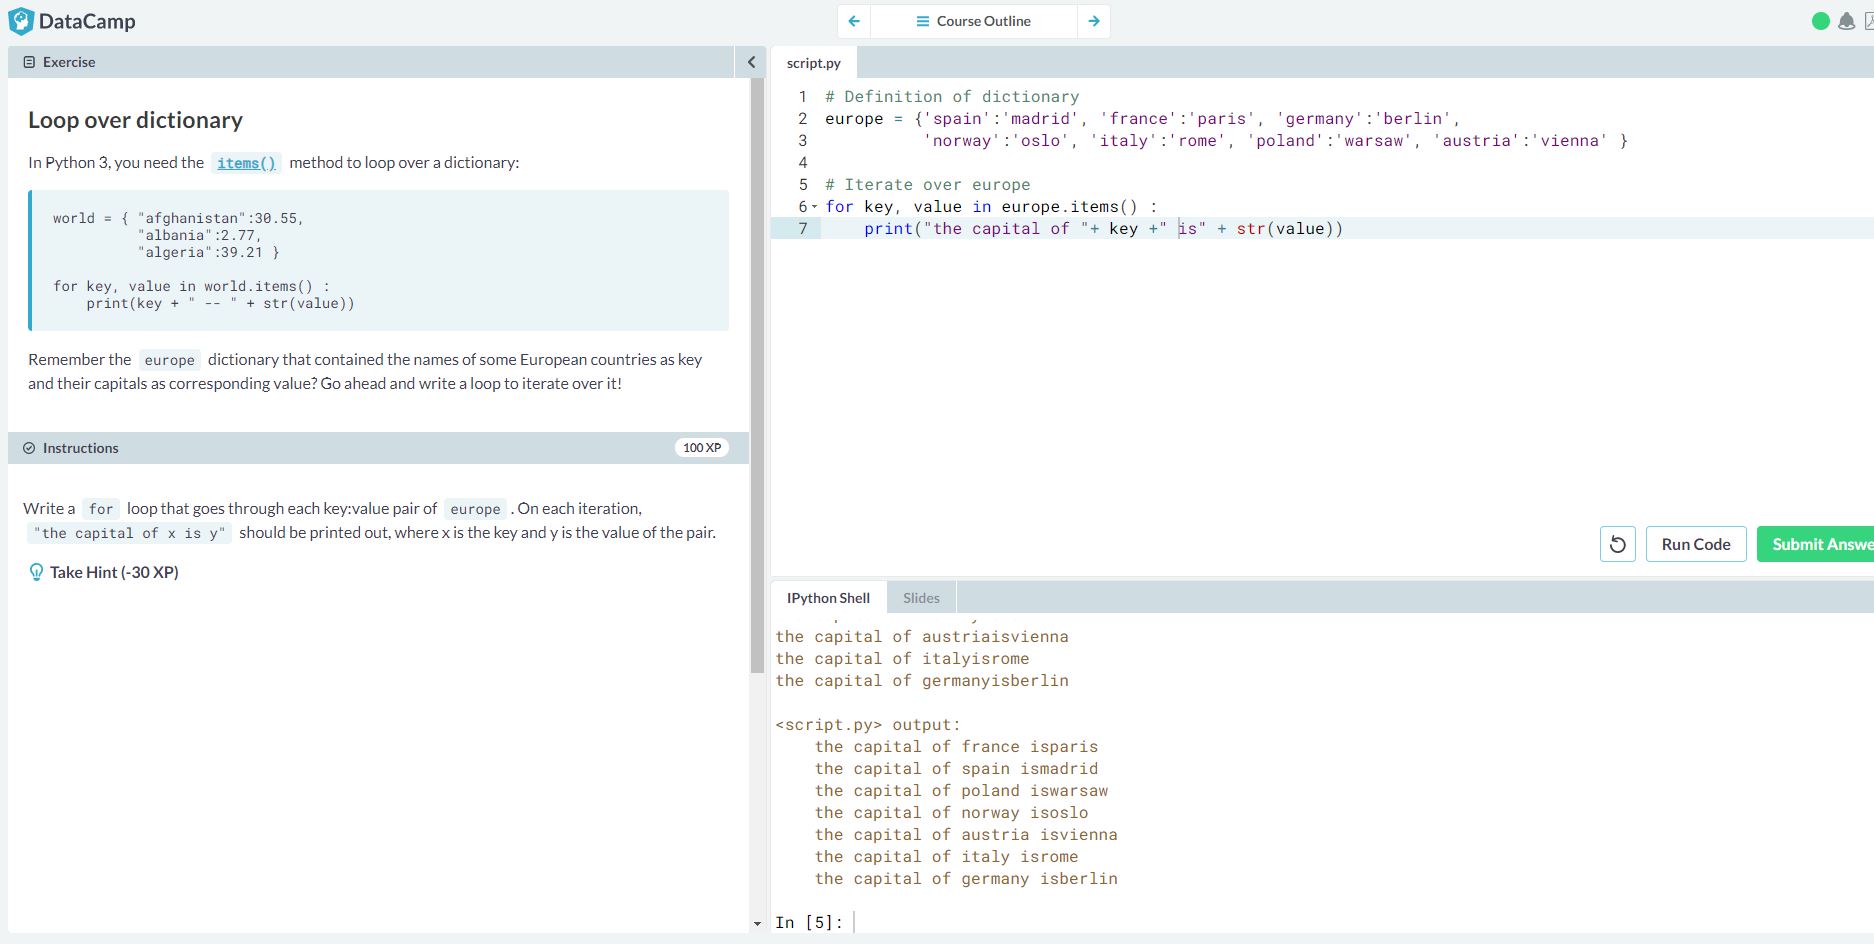 DataCamp
Course Outline
Exercise
Loop over dictionary
In Python 3, you need the items() method to loop over a dictionary:
world = { "afghanistan":30.55,
"albania":2.77,
"algeria":39.21 }
for key, value in world.items() :
print(key + " -- " + str(value))
Remember the europe dictionary that contained the names of some European countries as key
and their capitals as corresponding value? Go ahead and write a loop to iterate over it!
Instructions
100 XP
Write a for loop that goes through each key:value pair of europe . On each iteration,
"the capital of x is y" should be printed out, where x is the key and y is the value of the pair.
Take Hint (-30 XP)
script.py
1 # Definition of dictionary
2 europe = {'spain':'madrid', 'france':'paris', 'germany':'berlin',
3 'norway':'oslo', 'italy':'rome', 'poland':'warsaw', 'austria':'vienna' }
4
5 # Iterate over europe
6 for key, value in europe.items() :
7 print("the capital of "+ key +" is" + str(value))
Run Code
Submit Answe
IPython Shell
Slides
the capital of austriaisvienna
the capital of italyisrome
the capital of germanyisberlin
<script.py> output:
the capital of france isparis
the capital of spain ismadrid
the capital of poland iswarsaw
the capital of norway isoslo
the capital of austria isvienna
the capital of italy isrome
the capital of germany isberlin
In [5]: